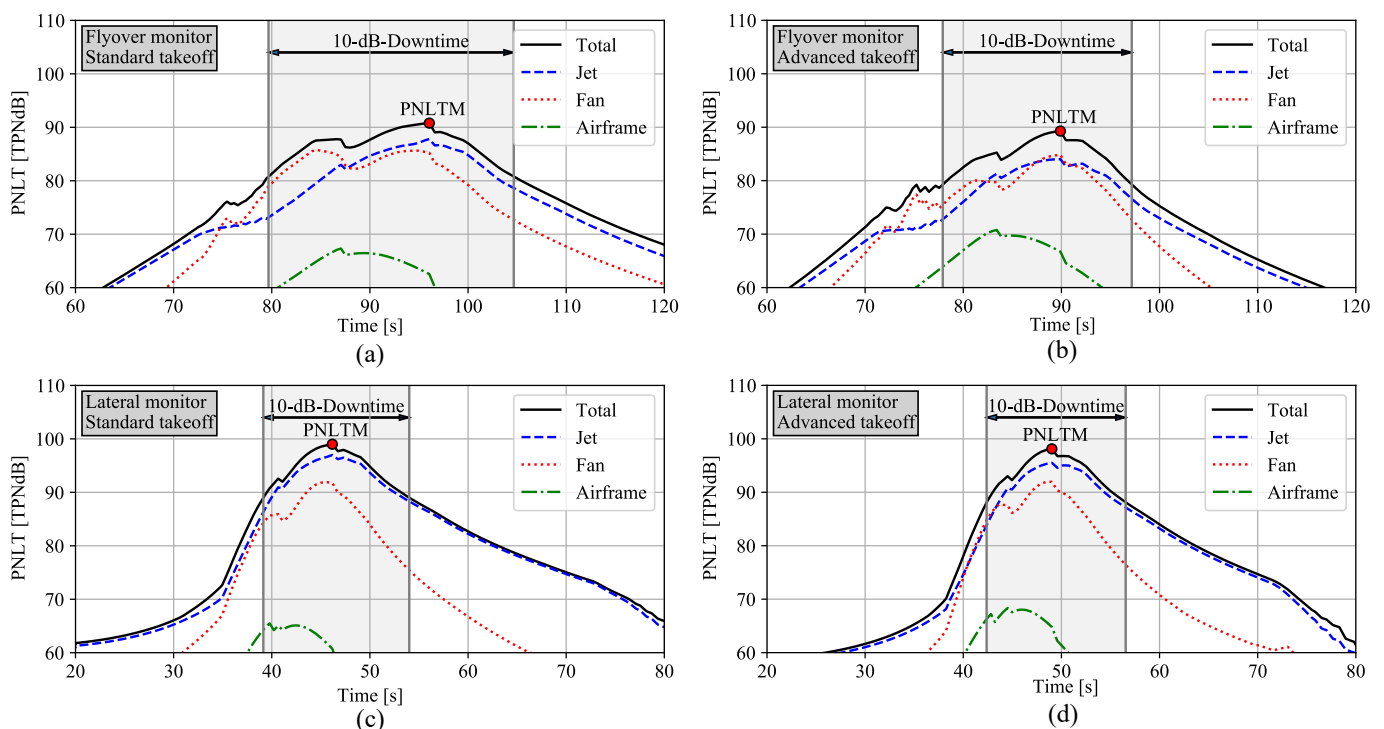 Flyover monitor
Standard takeoff
10-dB-Downtime
PNLTM
Total
Jet
Fan
Airframe
PNLT [TPNdB]
110
100
90
80
70
60
60 70 80 90 100 110 120
Time [s]
(a)
Flyover monitor
Advanced takeoff
10-dB-Downtime
PNLTM
Total
Jet
Fan
Airframe
PNLT [TPNdB]
110
100
90
80
70
60
60 70 80 90 100 110 120
Time [s]
(b)
Lateral monitor
Standard takeoff
10-dB-Downtime
PNLTM
Total
Jet
Fan
Airframe
PNLT [TPNdB]
110
100
90
80
70
60
20 30 40 50 60 70 80
Time [s]
(c)
Lateral monitor
Advanced takeoff
10-dB-Downtime
PNLTM
Total
Jet
Fan
Airframe
PNLT [TPNdB]
110
100
90
80
70
60
20 30 40 50 60 70 80
Time [s]
(d)